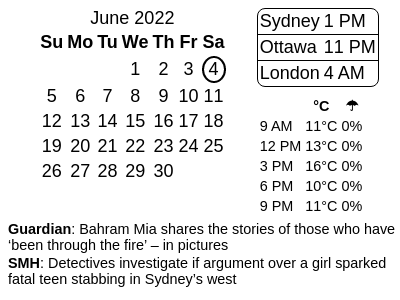 June 2022
Su Mo Tu We Th Fr Sa
1 2 3 4
5 6 7 8 9 10 11
12 13 14 15 16 17 18
19 20 21 22 23 24 25
26 27 28 29 30
Sydney 1 PM
Ottawa 11 PM
London 4 AM
°C ☂
9 AM 11°C 0%
12 PM 13°C 0%
3 PM 16°C 0%
6 PM 10°C 0%
9 PM 11°C 0%
Guardian: Bahram Mia shares the stories of those who have
‘been through the fire’ – in pictures
SMH: Detectives investigate if argument over a girl sparked
fatal teen stabbing in Sydney’s west